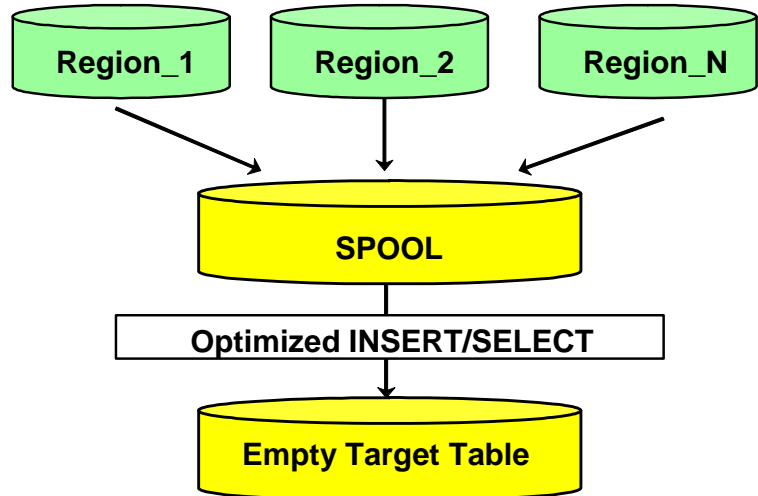 Region_1
Region_2
Region_N
SPOOL
Optimized INSERT/SELECT
Empty Target Table